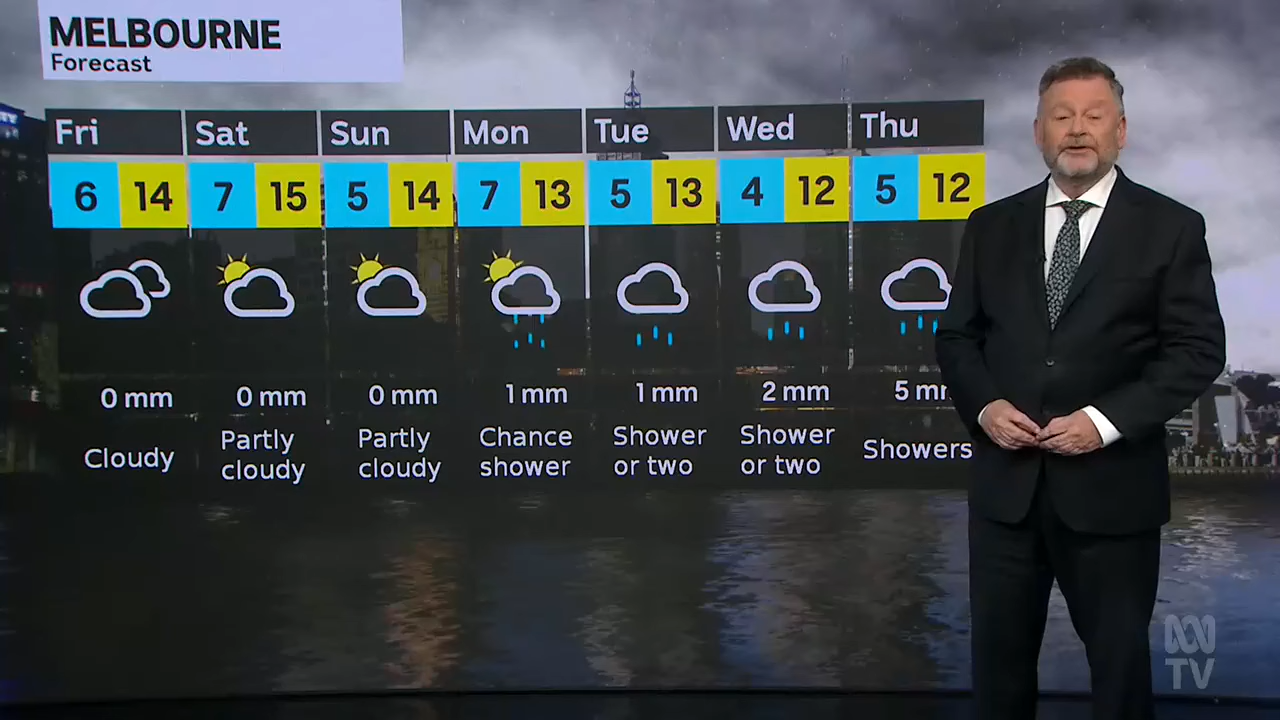 MELBOURNE
Forecast
Fri Sat Sun Mon Tue Wed Thu
6 14 7 15 5 14 7 13 5 13 4 12 5 12
0 mm 0 mm 0 mm 1 mm 1 mm 2 mm 5 mm
Cloudy
Partly
cloudy
Partly
cloudy
Chance
shower
Shower
or two
Shower
or two
Showers
TV